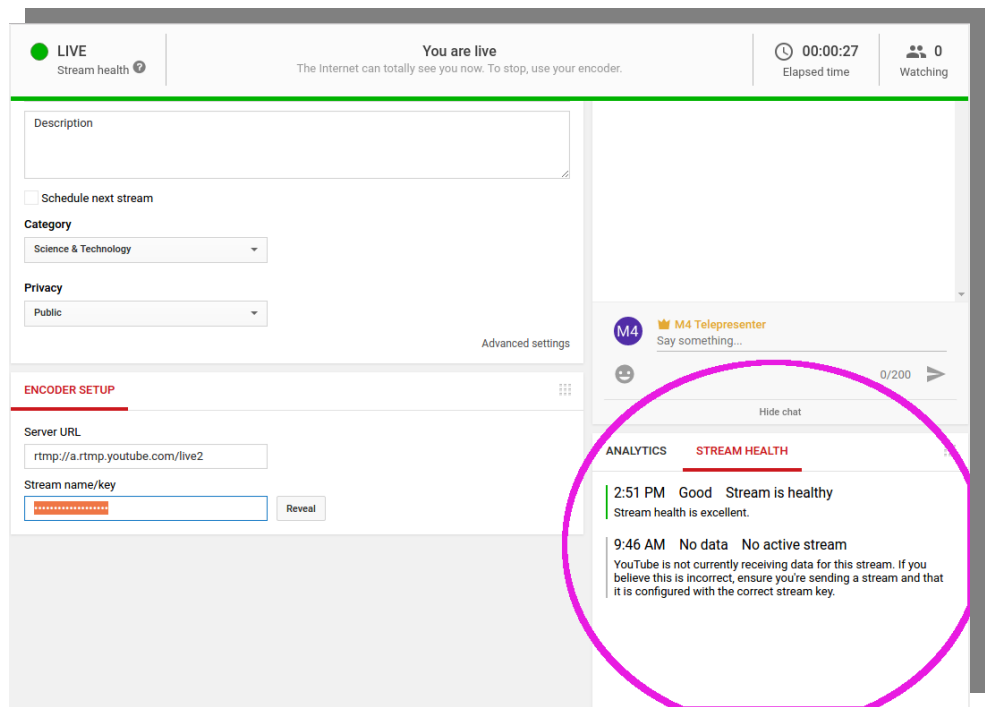 LIVE
Stream health ?
You are live
The Internet can totally see you now. To stop, use your encoder.
00:00:27
Elapsed time
0
Watching
Description
Schedule next stream
Category
Science & Technology
Privacy
Public
Advanced settings
ENCODER SETUP
Server URL
rtmp://a.rtmp.youtube.com/live2
Stream name/key
Reveal
M4
M4 Telepresenter
Say something...
0/200
Hide chat
ANALYTICS STREAM HEALTH
2:51 PM Good Stream is healthy
Stream health is excellent.
9:46 AM No data No active stream
YouTube is not currently receiving data for this stream. If you
believe this is incorrect, ensure you're sending a stream and that
it is configured with the correct stream key.